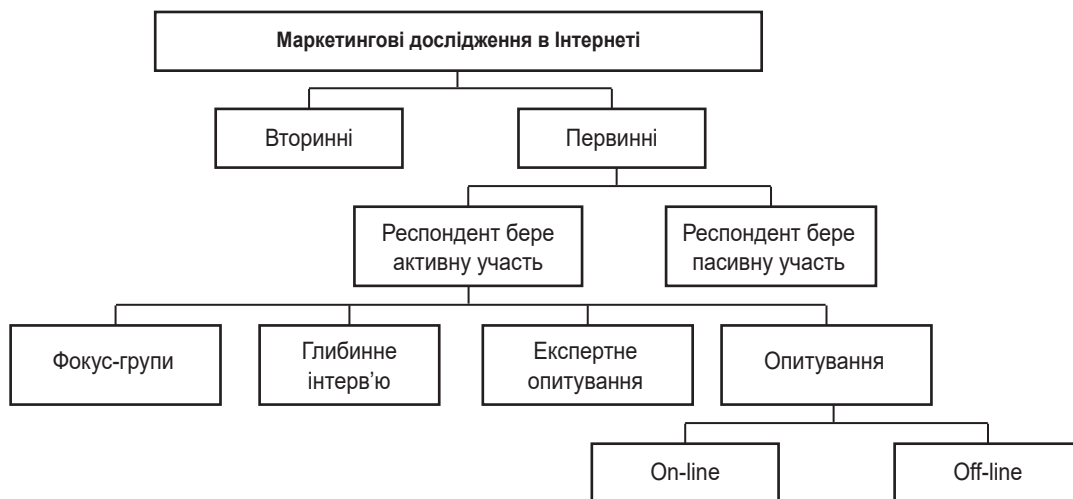 Маркетингові дослідження в Інтернеті
Вторинні
Первинні
Респондент бере
активну участь
Респондент бере
пасивну участь
Фокус-групи
Глибинне
інтерв’ю
Експертне
опитування
Опитування
On-line
Off-line